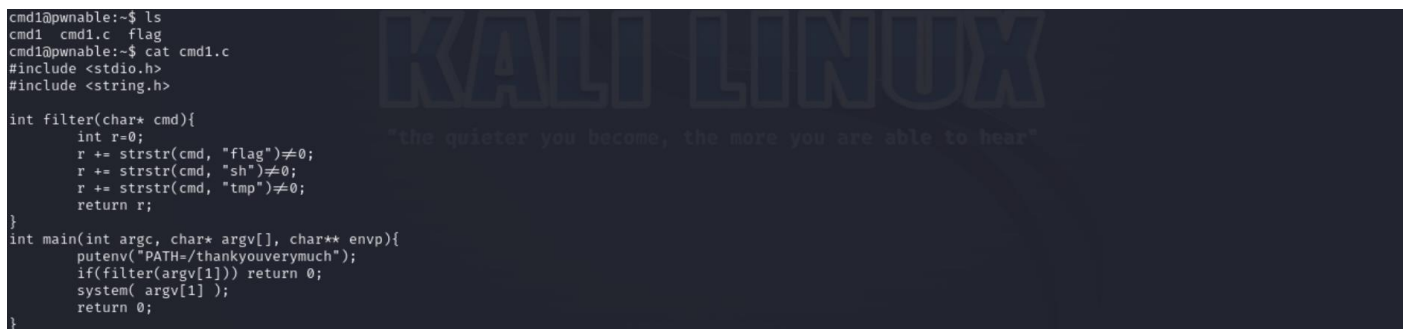 cmd1@pwnable:~$ ls
cmd1  cmd1.c  flag
cmd1@pwnable:~$ cat cmd1.c
#include <stdio.h>
#include <string.h>

int filter(char* cmd){
        int r=0;
        r += strstr(cmd, "flag")≠0;
        r += strstr(cmd, "sh")≠0;
        r += strstr(cmd, "tmp")≠0;
        return r;
}
int main(int argc, char* argv[], char** envp){
        putenv("PATH=/thankyouverymuch");
        if(filter(argv[1])) return 0;
        system( argv[1] );
        return 0;
}
KALI LINUX
"the quieter you become, the more you are able to hear"